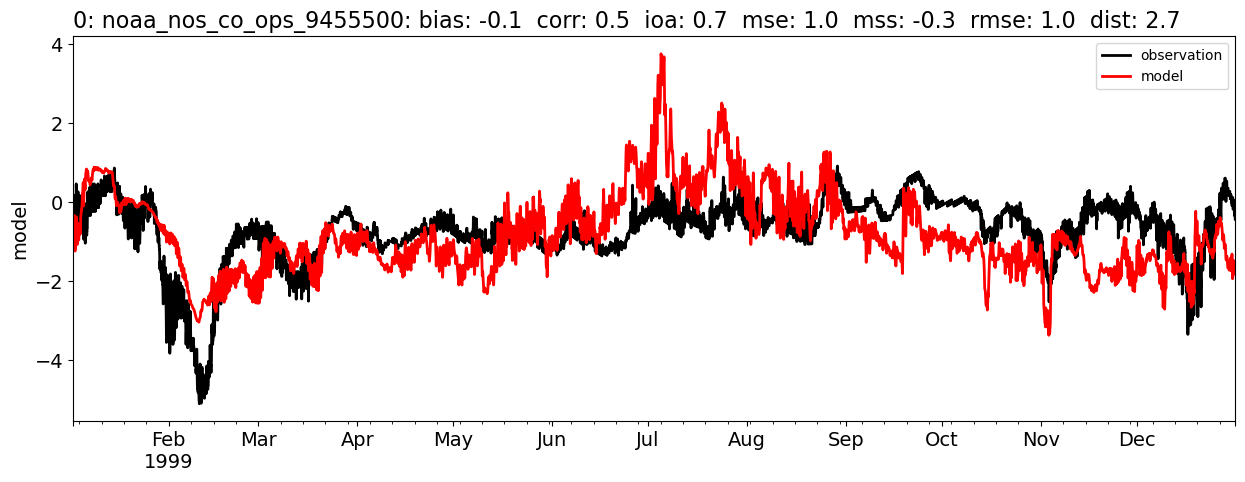 0: noaa_nos_co_ops_9455500: bias: -0.1  corr: 0.5  ioa: 0.7  mse: 1.0  mss: -0.3  rmse: 1.0  dist: 2.7
observation
model
4
2
0
−2
−4
model
Feb Mar Apr May Jun Jul Aug Sep Oct Nov Dec
1999